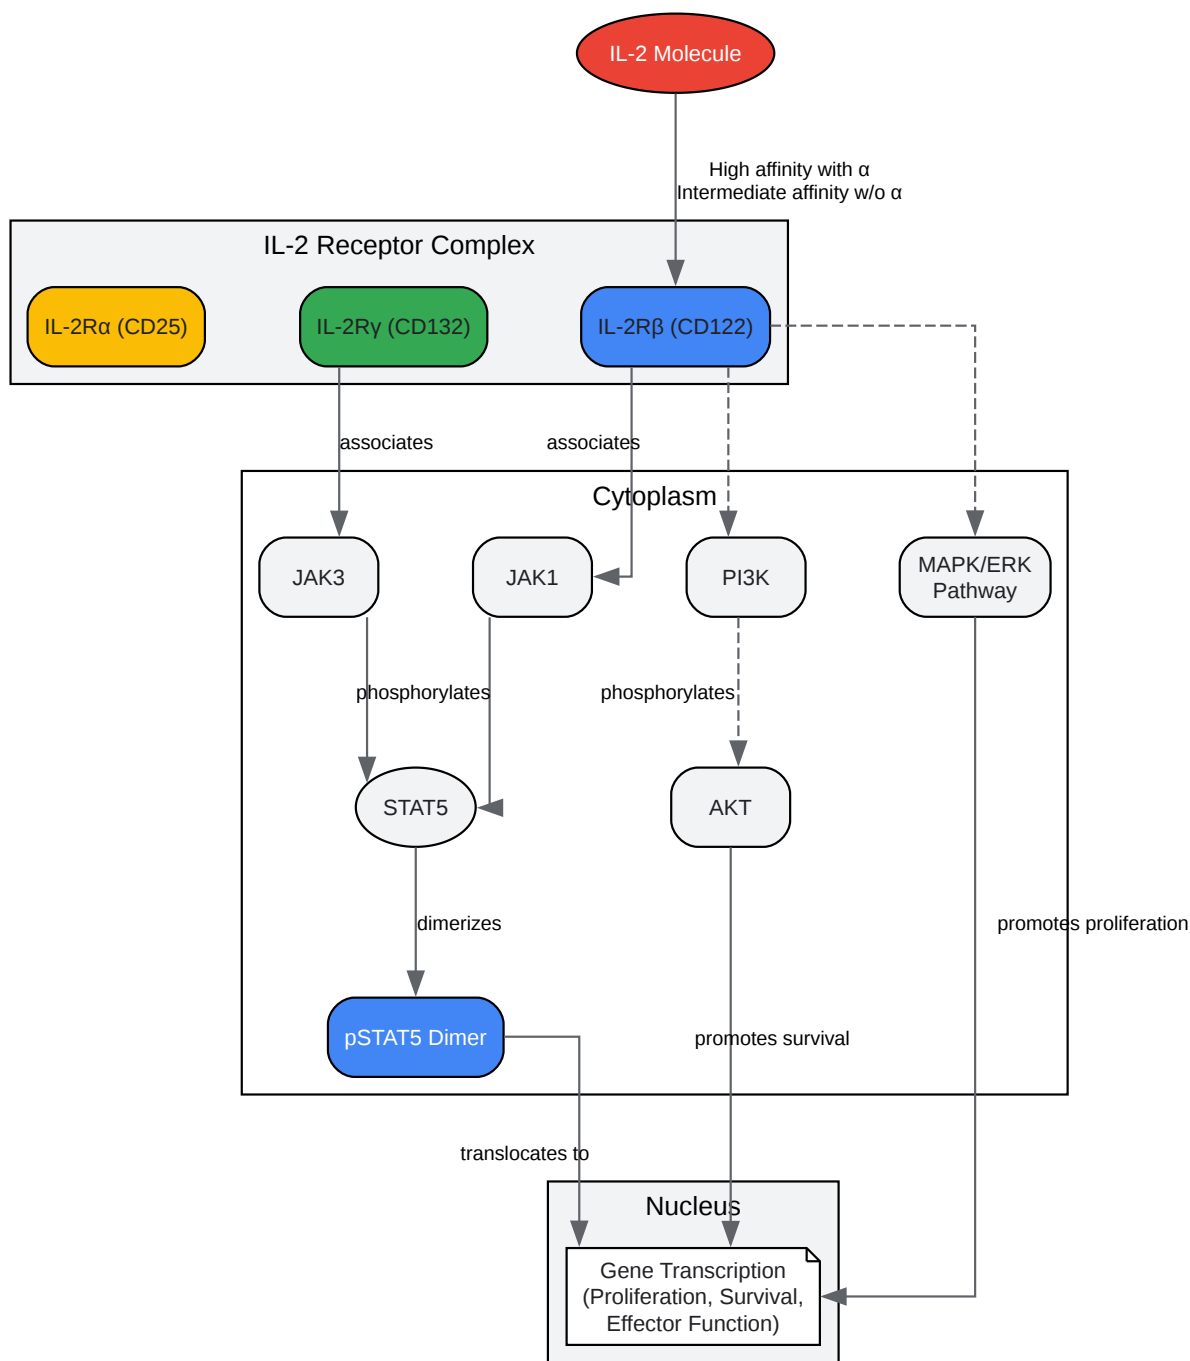 IL-2 Molecule
High affinity with α
Intermediate affinity w/o α
IL-2 Receptor Complex
IL-2Rα (CD25)
IL-2Rγ (CD132)
IL-2Rβ (CD122)
associates
associates
Cytoplasm
JAK3
JAK1
PI3K
MAPK/ERK
Pathway
phosphorylates
phosphorylates
STAT5
AKT
dimerizes
promotes proliferation
pSTAT5 Dimer
promotes survival
translocates to
Nucleus
Gene Transcription
(Proliferation, Survival,
Effector Function)